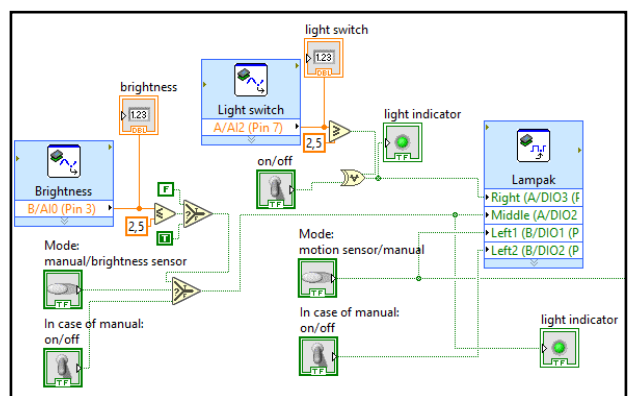 light switch
1.23
DBL
brightness
1.23
DBL
Light switch
A/AI2 (Pin 7)
2,5
light indicator
TF
on/off
TF
Brightness
B/AI0 (Pin 3)
2,5
F
T
Lampak
Right (A/DIO3 (F
Middle (A/DIO2
Left1 (B/DIO1 (P
Left2 (B/DIO2 (P
Mode:
manual/brightness sensor
TF
Mode:
motion sensor/manual
TF
In case of manual:
on/off
TF
In case of manual:
on/off
TF
light indicator
TF